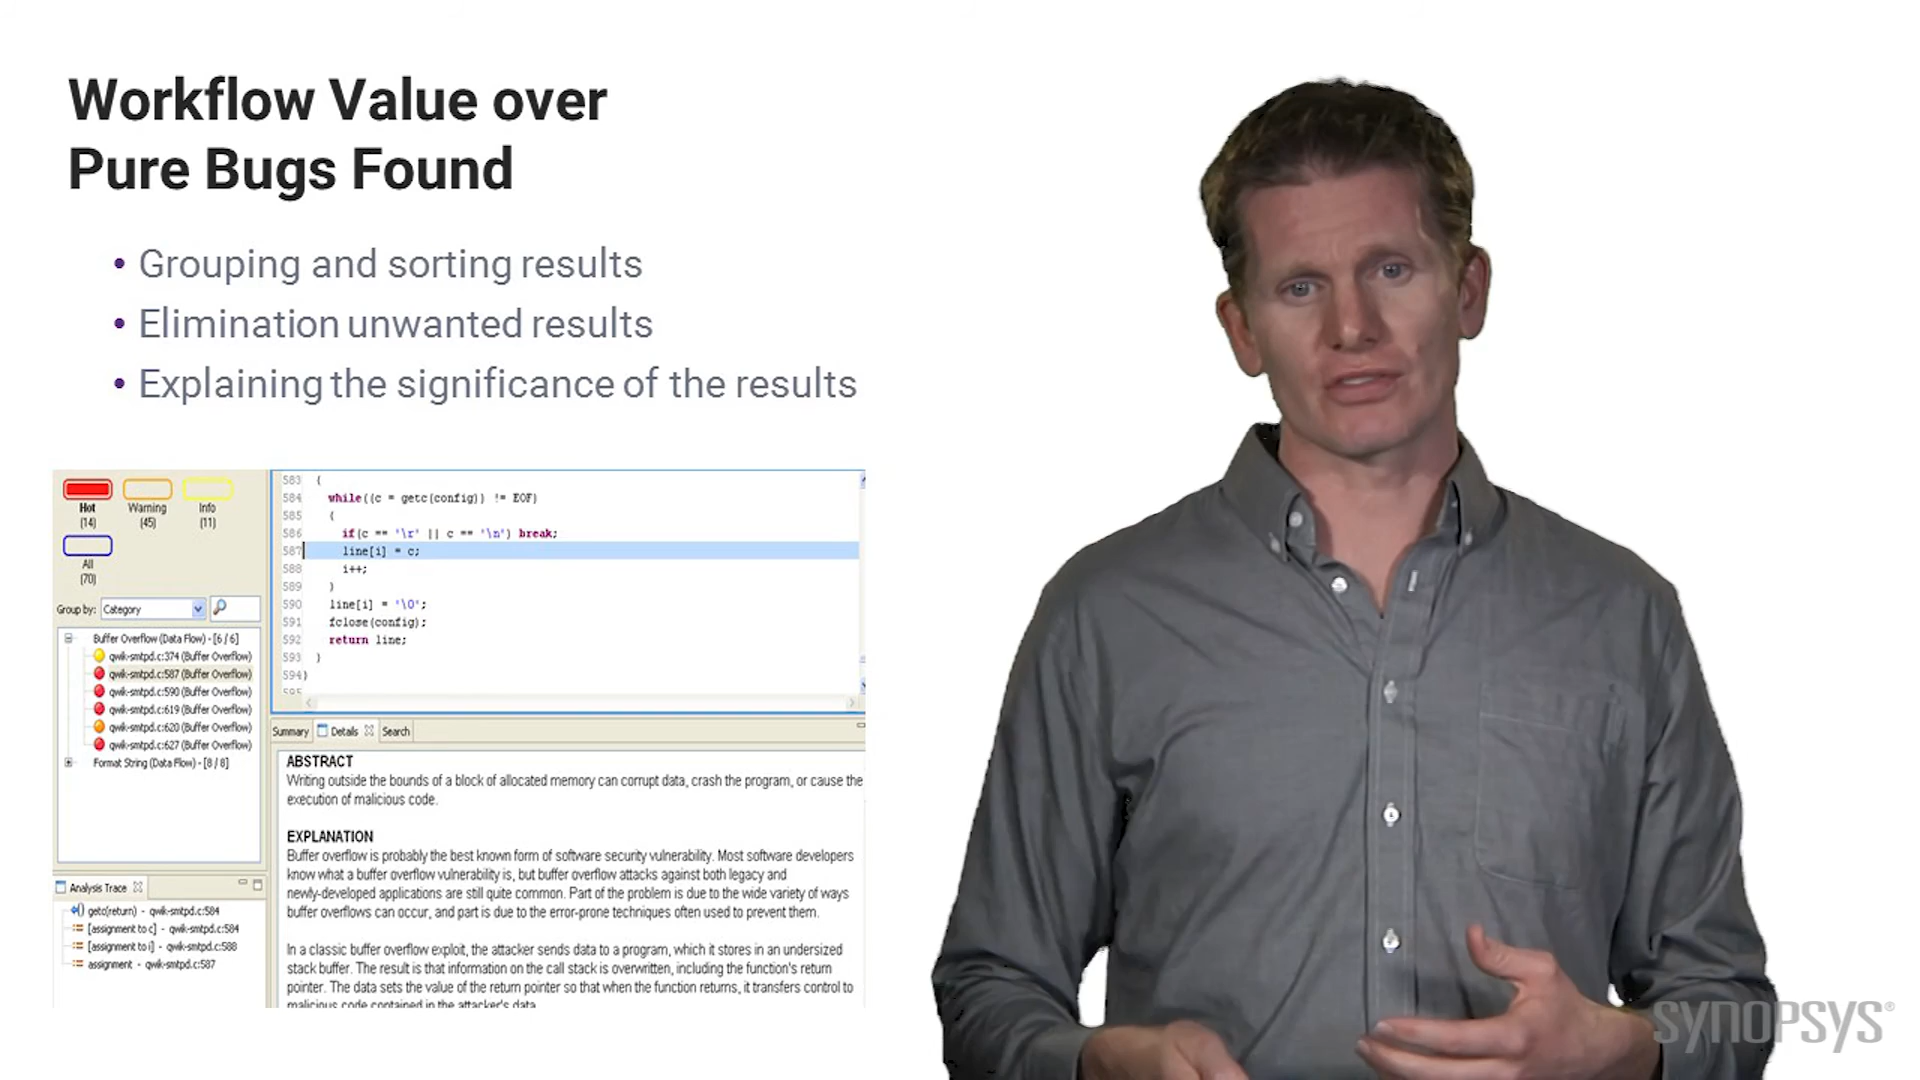 Workflow Value over
Pure Bugs Found
• Grouping and sorting results
• Elimination unwanted results
• Explaining the significance of the results
Hot
(14)
Warning
(45)
Info
(11)
All
(70)
Group by: Category
Buffer Overflow (Data Flow) - [6 / 6]
qwik-smtpd.c:374 (Buffer Overflow)
qwik-smtpd.c:587 (Buffer Overflow)
qwik-smtpd.c:590 (Buffer Overflow)
qwik-smtpd.c:619 (Buffer Overflow)
qwik-smtpd.c:620 (Buffer Overflow)
qwik-smtpd.c:627 (Buffer Overflow)
Format String (Data Flow) - [8 / 8]
Analysis Trace
getc(return) - qwik-smtpd.c:584
[assignment to c] - qwik-smtpd.c:584
[assignment to i] - qwik-smtpd.c:588
assignment - qwik-smtpd.c:587
583 {
584 while((c = getc(config)) != EOF)
585 {
586 if(c == '\r' || c == '\n') break;
587 line[i] = c;
588 i++;
589 }
590 line[i] = '\0';
591 fclose(config);
592 return line;
593 }
594 }
595
Summary Details Search
ABSTRACT
Writing outside the bounds of a block of allocated memory can corrupt data, crash the program, or cause the
execution of malicious code.
EXPLANATION
Buffer overflow is probably the best known form of software security vulnerability. Most software developers
know what a buffer overflow vulnerability is, but buffer overflow attacks against both legacy and
newly-developed applications are still quite common. Part of the problem is due to the wide variety of ways
buffer overflows can occur, and part is due to the error-prone techniques often used to prevent them.
In a classic buffer overflow exploit, the attacker sends data to a program, which it stores in an undersized
stack buffer. The result is that information on the call stack is overwritten, including the function's return
pointer. The data sets the value of the return pointer so that when the function returns, it transfers control to
malicious code contained in the attacker's data.
SYNOPSYS®